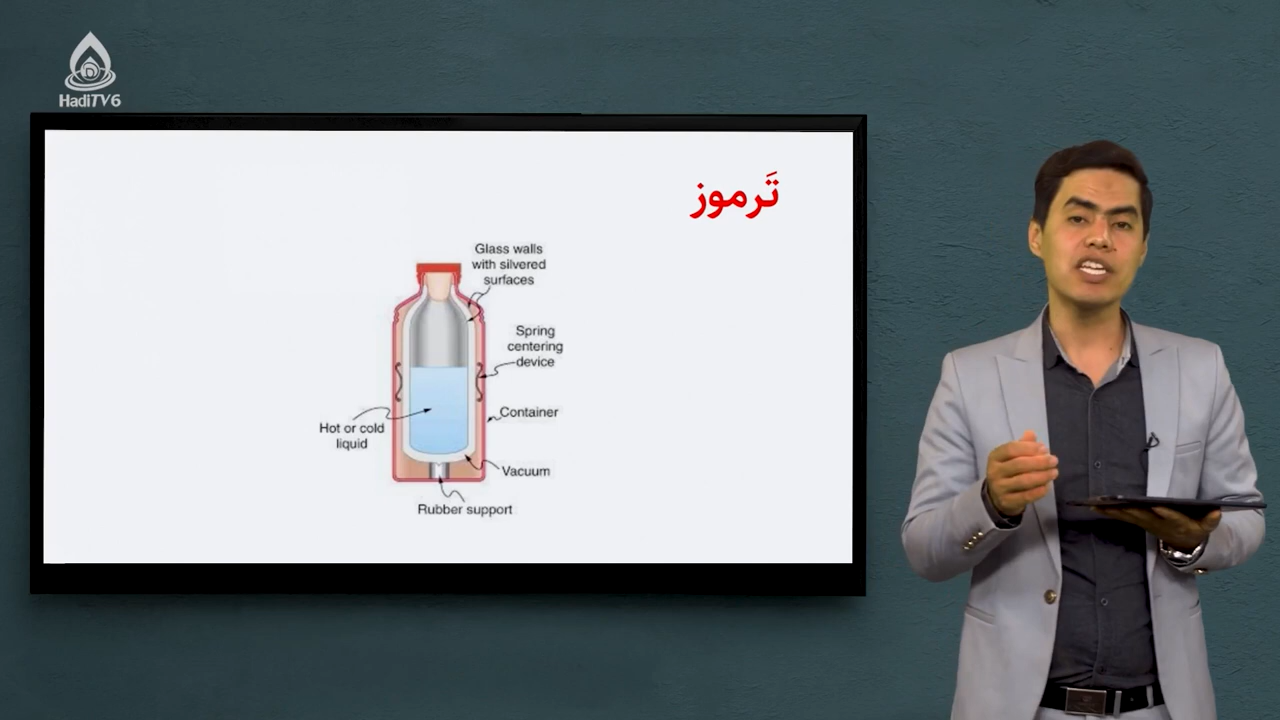 HadiTV6
تَرموز
Glass walls
with silvered
surfaces
Spring
centering
device
Container
Hot or cold
liquid
Vacuum
Rubber support